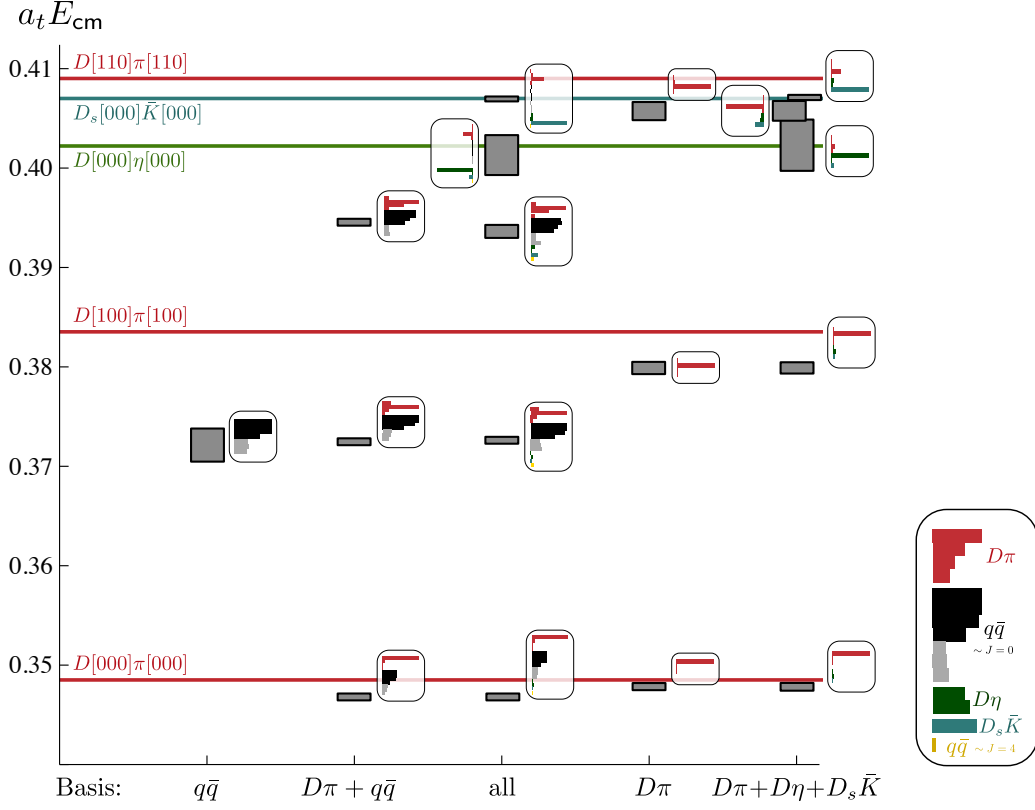 a_t E_cm
0.41
0.40
0.39
0.38
0.37
0.36
0.35
D[110]π[110]
D_s[000]K̄[000]
D[000]η[000]
D[100]π[100]
D[000]π[000]
Dπ
qq̄
~ J = 0
Dη
D_sK̄
qq̄ ~ J = 4
Basis: qq̄ Dπ + qq̄ all Dπ Dπ+Dη+D_sK̄